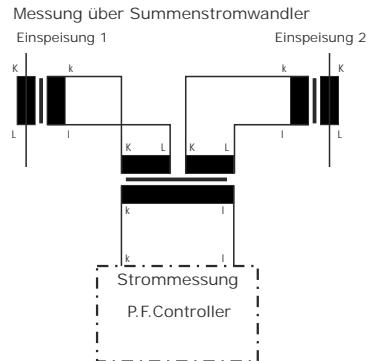 Messung über Summenstromwandler
Einspeisung 1 Einspeisung 2
K k k K
L l l L
K L K L
k l
k l
Strommessung
P.F.Controller